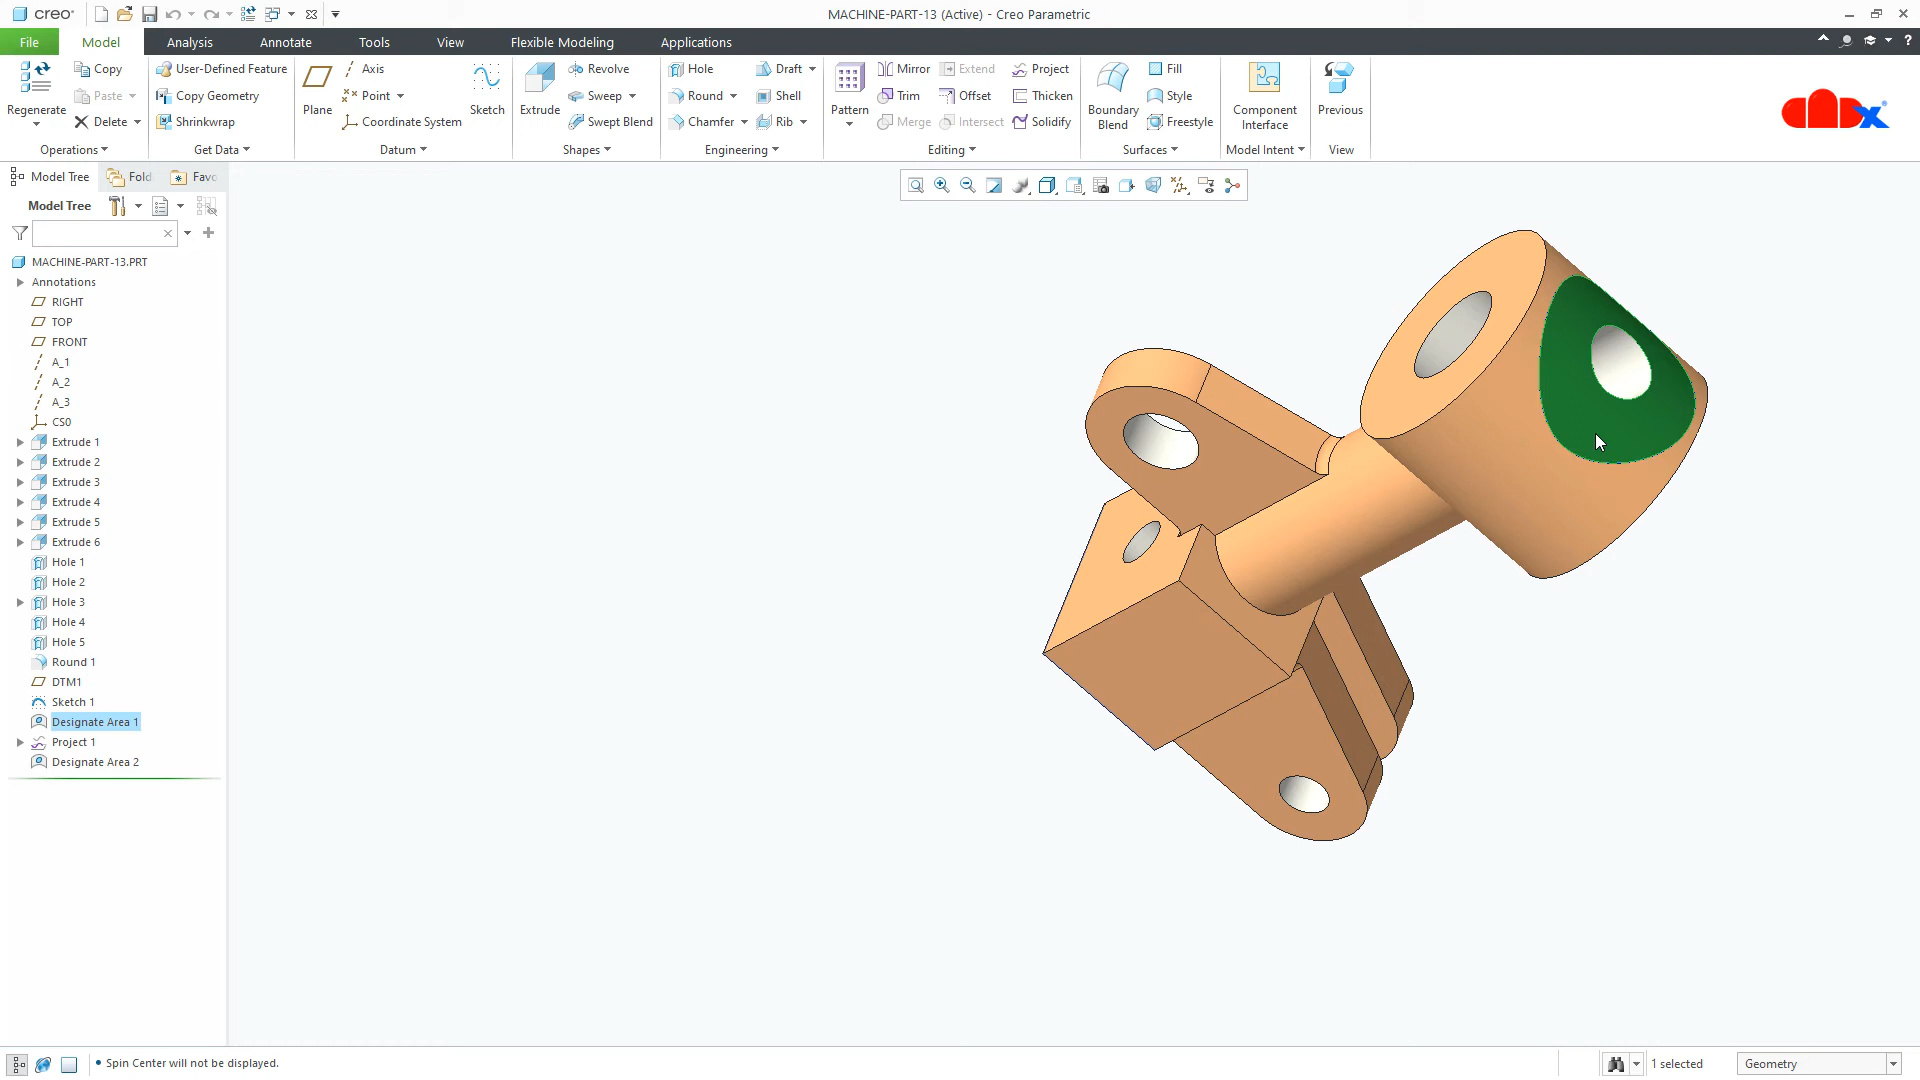 creo
MACHINE-PART-13 (Active) - Creo Parametric
File Model Analysis Annotate Tools View Flexible Modeling Applications
Regenerate
Copy
Paste
Delete
Operations
User-Defined Feature
Copy Geometry
Shrinkwrap
Get Data
Plane
Axis
Point
Coordinate System
Sketch
Datum
Extrude
Revolve
Sweep
Swept Blend
Shapes
Hole
Round
Chamfer
Draft
Shell
Rib
Engineering
Pattern
Mirror
Trim
Merge
Extend
Offset
Intersect
Project
Thicken
Solidify
Editing
Boundary
Blend
Fill
Style
Freestyle
Surfaces
Component
Interface
Model Intent
Previous
View
Model Tree Fold Favo
Model Tree
MACHINE-PART-13.PRT
Annotations
RIGHT
TOP
FRONT
A_1
A_2
A_3
CS0
Extrude 1
Extrude 2
Extrude 3
Extrude 4
Extrude 5
Extrude 6
Hole 1
Hole 2
Hole 3
Hole 4
Hole 5
Round 1
DTM1
Sketch 1
Designate Area 1
Project 1
Designate Area 2
• Spin Center will not be displayed.
1 selected
Geometry